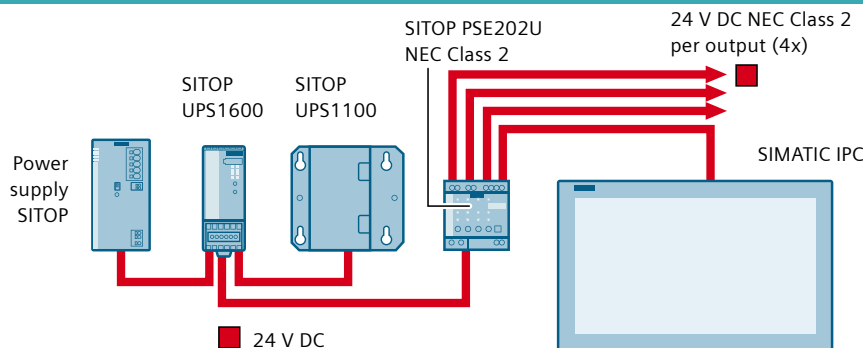 SITOP PSE202U
NEC Class 2
24 V DC NEC Class 2
per output (4x)
SITOP
UPS1600
SITOP
UPS1100
Power
supply
SITOP
SIMATIC IPC
24 V DC